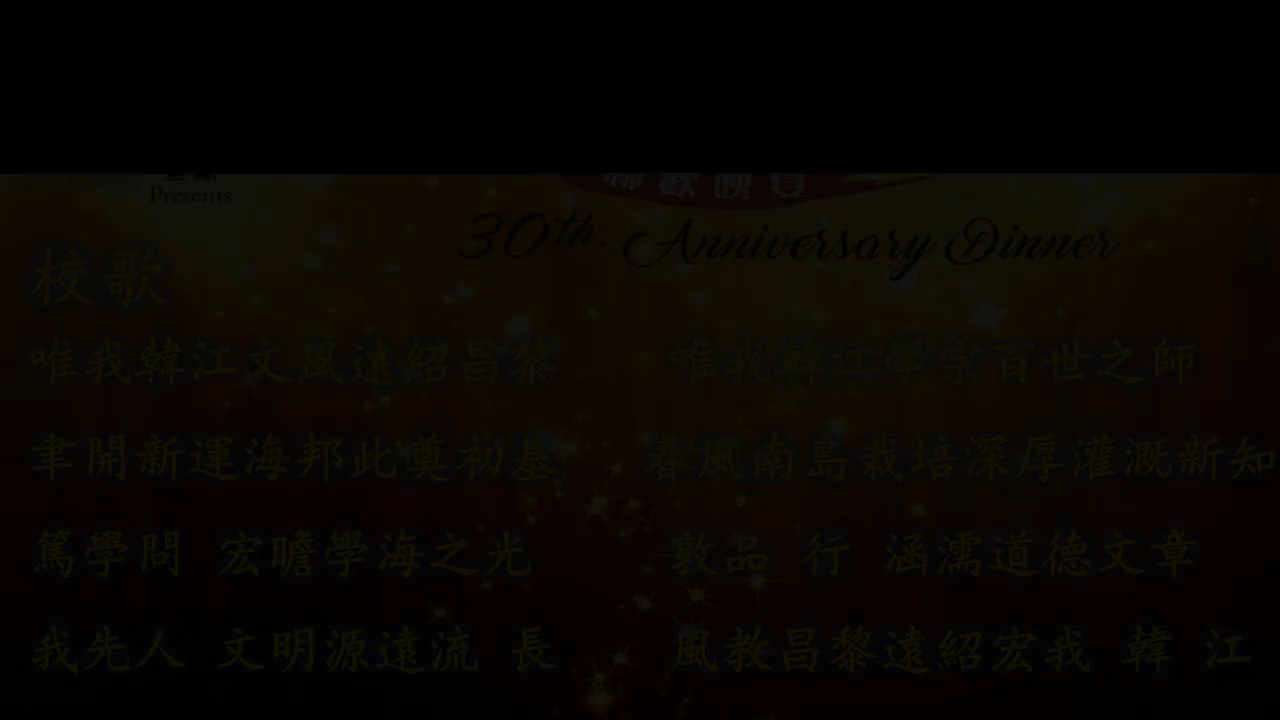 Presents
聯歡晚宴
30th. Anniversary Dinner
校歌
唯我韓江文風遠紹昌黎 唯我韓江學宗百世之師
聿開新運海邦此奠初基 春風南島栽培深厚灌溉新知
篤學問 宏瞻學海之光 敦品 行 涵濡道德文章
我先人 文明源遠流 長 風教昌黎遠紹宏我 韓 江